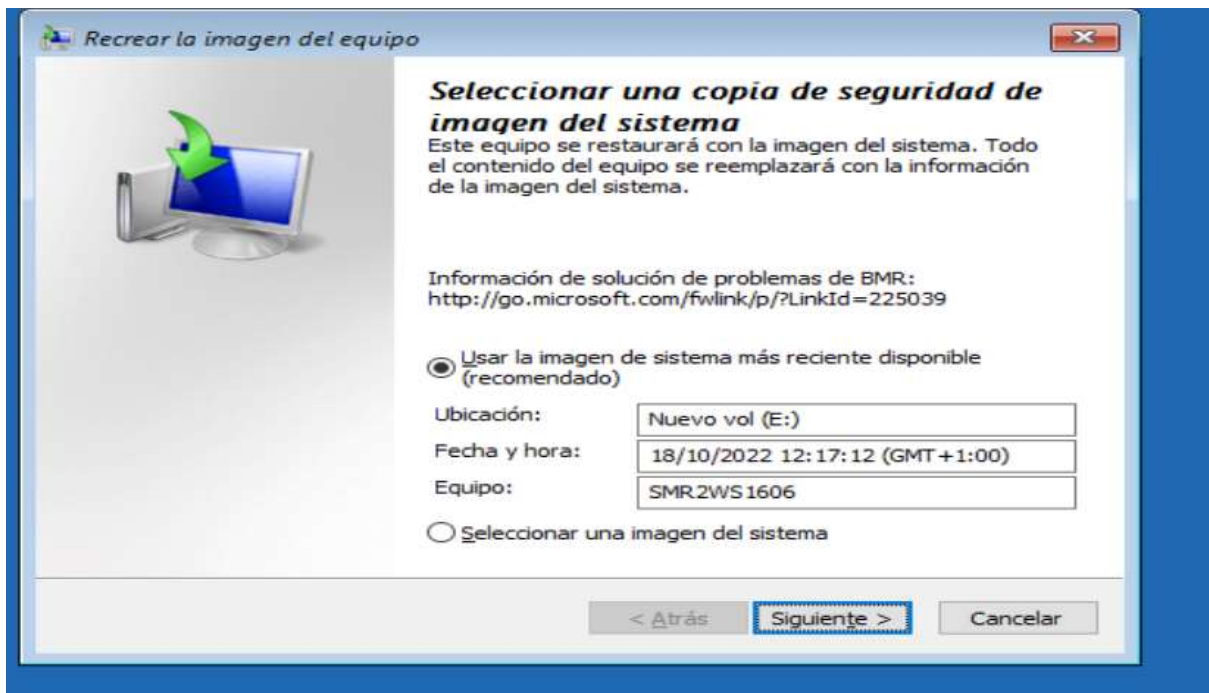 Recrear la imagen del equipo
Seleccionar una copia de seguridad de
imagen del sistema
Este equipo se restaurará con la imagen del sistema. Todo
el contenido del equipo se reemplazará con la información
de la imagen del sistema.
Información de solución de problemas de BMR:
http://go.microsoft.com/fwlink/p/?LinkId=225039
Usar la imagen de sistema más reciente disponible
(recomendado)
Ubicación: Nuevo vol (E:)
Fecha y hora: 18/10/2022 12:17:12 (GMT+1:00)
Equipo: SMR2WS1606
Seleccionar una imagen del sistema
< Atrás Siguiente > Cancelar